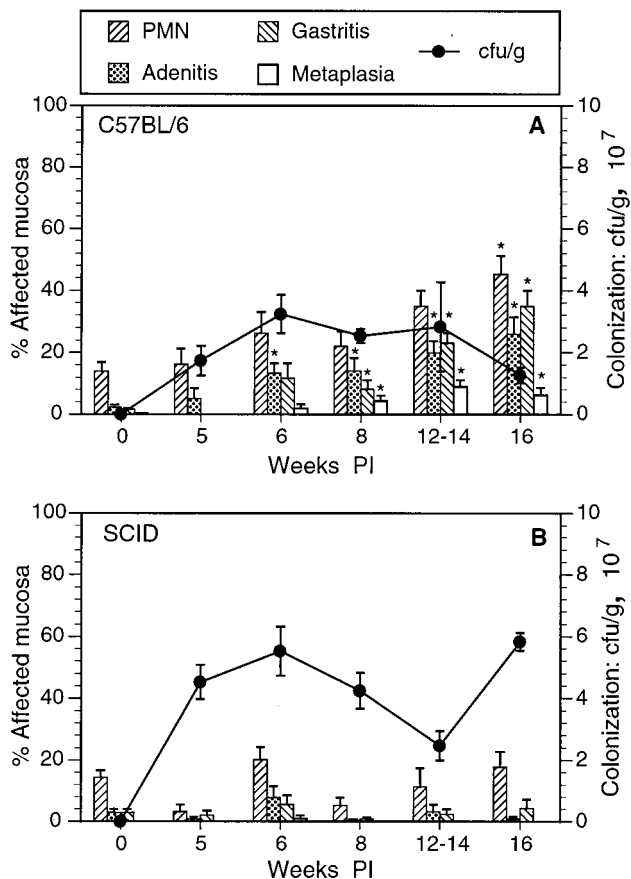 PMN Gastritis cfu/g
Adenitis Metaplasia
C57BL/6 A
% Affected mucosa
100
80
60
40
20
0
Colonization: cfu/g, 10^7
10
8
6
4
2
0
* * * * * * * * * * * *
0 5 6 8 12-14 16
Weeks PI
SCID B
% Affected mucosa
100
80
60
40
20
0
Colonization: cfu/g, 10^7
10
8
6
4
2
0
0 5 6 8 12-14 16
Weeks PI